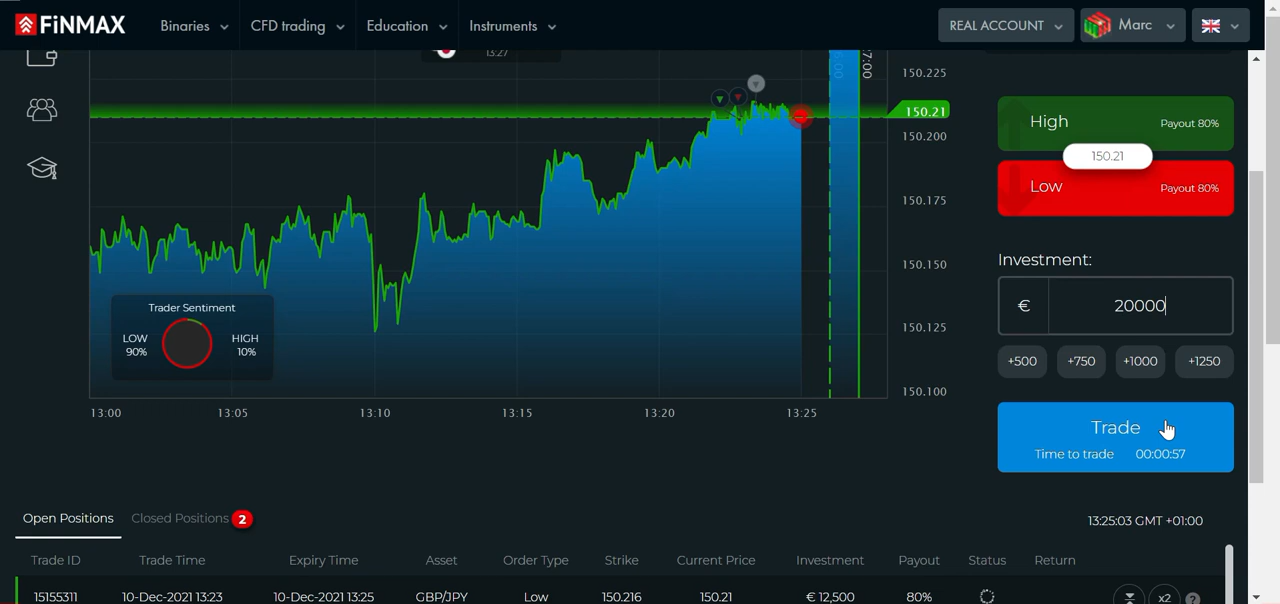 FiNMAX
Binaries
CFD trading
Education
Instruments
REAL ACCOUNT
Marc
13:27
150.225
150.21
150.200
150.175
150.150
150.125
150.100
Trader Sentiment
LOW
90%
HIGH
10%
13:00
13:05
13:10
13:15
13:20
13:25
High
Payout 80%
150.21
Low
Payout 80%
Investment:
€ 20000
+500
+750
+1000
+1250
Trade
Time to trade 00:00:57
Open Positions
Closed Positions 2
13:25:03 GMT +01:00
Trade ID Trade Time Expiry Time Asset Order Type Strike Current Price Investment Payout Status Return
15155311 10-Dec-2021 13:23 10-Dec-2021 13:25 GBP/JPY Low 150.216 150.21 € 12,500 80% x2 ?